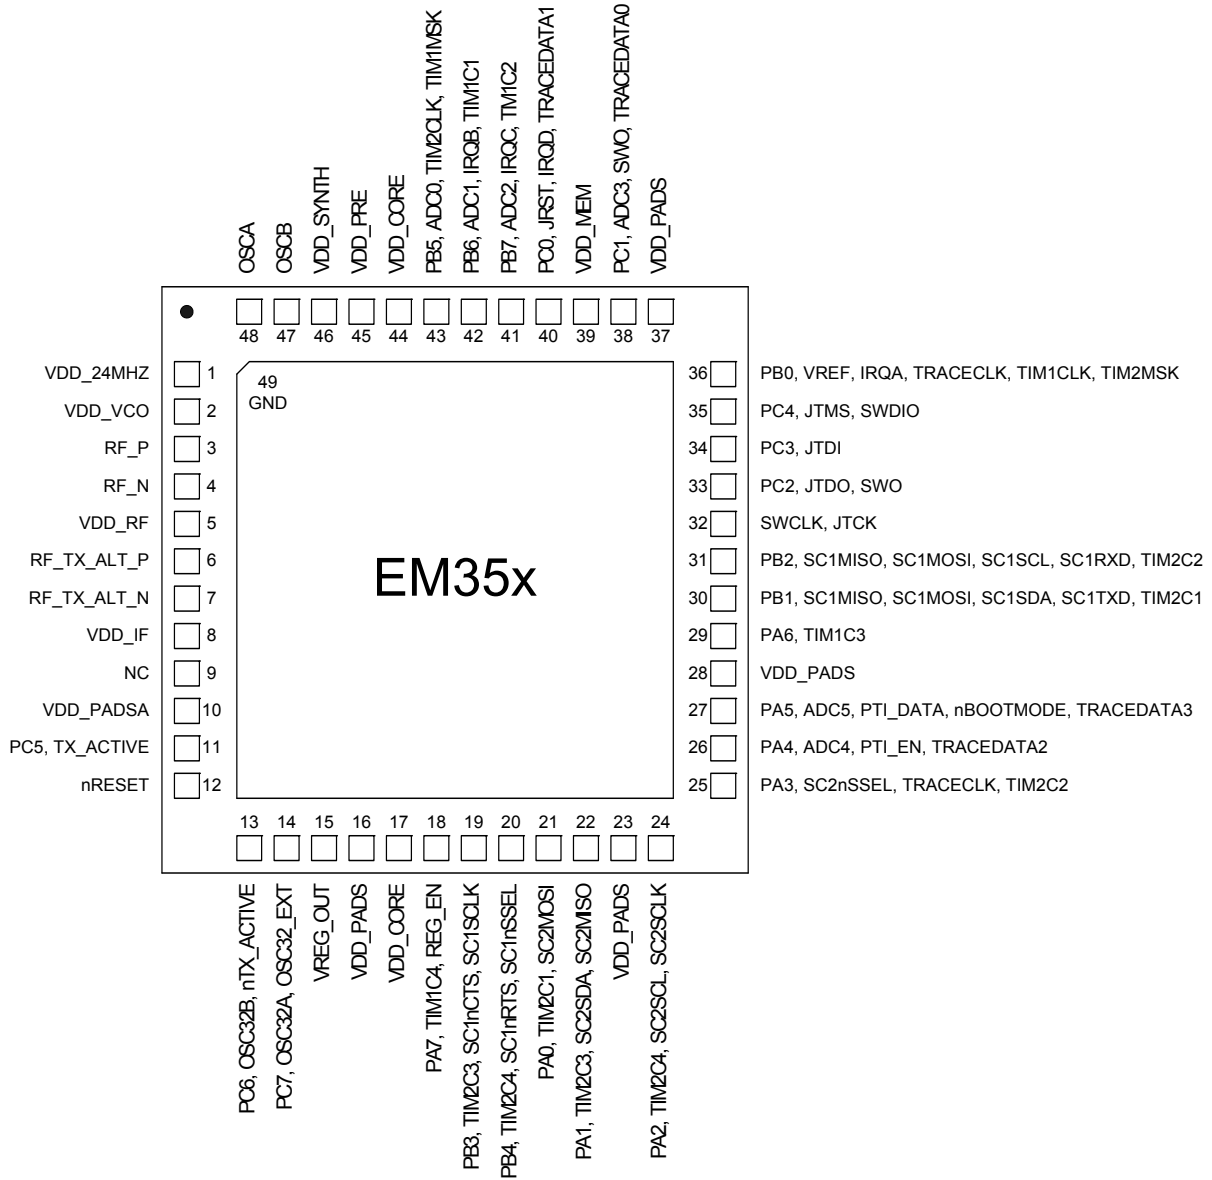 OSCA
OSCB
VDD_SYNTH
VDD_PRE
VDD_CORE
PB5, ADC0, TIM2CLK, TIM1MSK
PB6, ADC1, IRQB, TIM1C1
PB7, ADC2, IRQC, TM1C2
PC0, JRST, IRQD, TRACEDATA1
VDD_MEM
PC1, ADC3, SWO, TRACEDATA0
VDD_PADS
48
47
46
45
44
43
42
41
40
39
38
37
VDD_24MHZ 1
VDD_VCO 2
RF_P 3
RF_N 4
VDD_RF 5
RF_TX_ALT_P 6
RF_TX_ALT_N 7
VDD_IF 8
NC 9
VDD_PADSA 10
PC5, TX_ACTIVE 11
nRESET 12
49
GND
EM35x
36 PB0, VREF, IRQA, TRACECLK, TIM1CLK, TIM2MSK
35 PC4, JTMS, SWDIO
34 PC3, JTDI
33 PC2, JTDO, SWO
32 SWCLK, JTCK
31 PB2, SC1MISO, SC1MOSI, SC1SCL, SC1RXD, TIM2C2
30 PB1, SC1MISO, SC1MOSI, SC1SDA, SC1TXD, TIM2C1
29 PA6, TIM1C3
28 VDD_PADS
27 PA5, ADC5, PTI_DATA, nBOOTMODE, TRACEDATA3
26 PA4, ADC4, PTI_EN, TRACEDATA2
25 PA3, SC2nSSEL, TRACECLK, TIM2C2
13
14
15
16
17
18
19
20
21
22
23
24
PC6, OSC32B, nTX_ACTIVE
PC7, OSC32A, OSC32_EXT
VREG_OUT
VDD_PADS
VDD_CORE
PA7, TIM1C4, REG_EN
PB3, TIM2C3, SC1nCTS, SC1SCLK
PB4, TIM2C4, SC1nRTS, SC1nSSEL
PA0, TIM2C1, SC2MOSI
PA1, TIM2C3, SC2SDA, SC2MISO
VDD_PADS
PA2, TIM2C4, SC2SCL, SC2SCLK